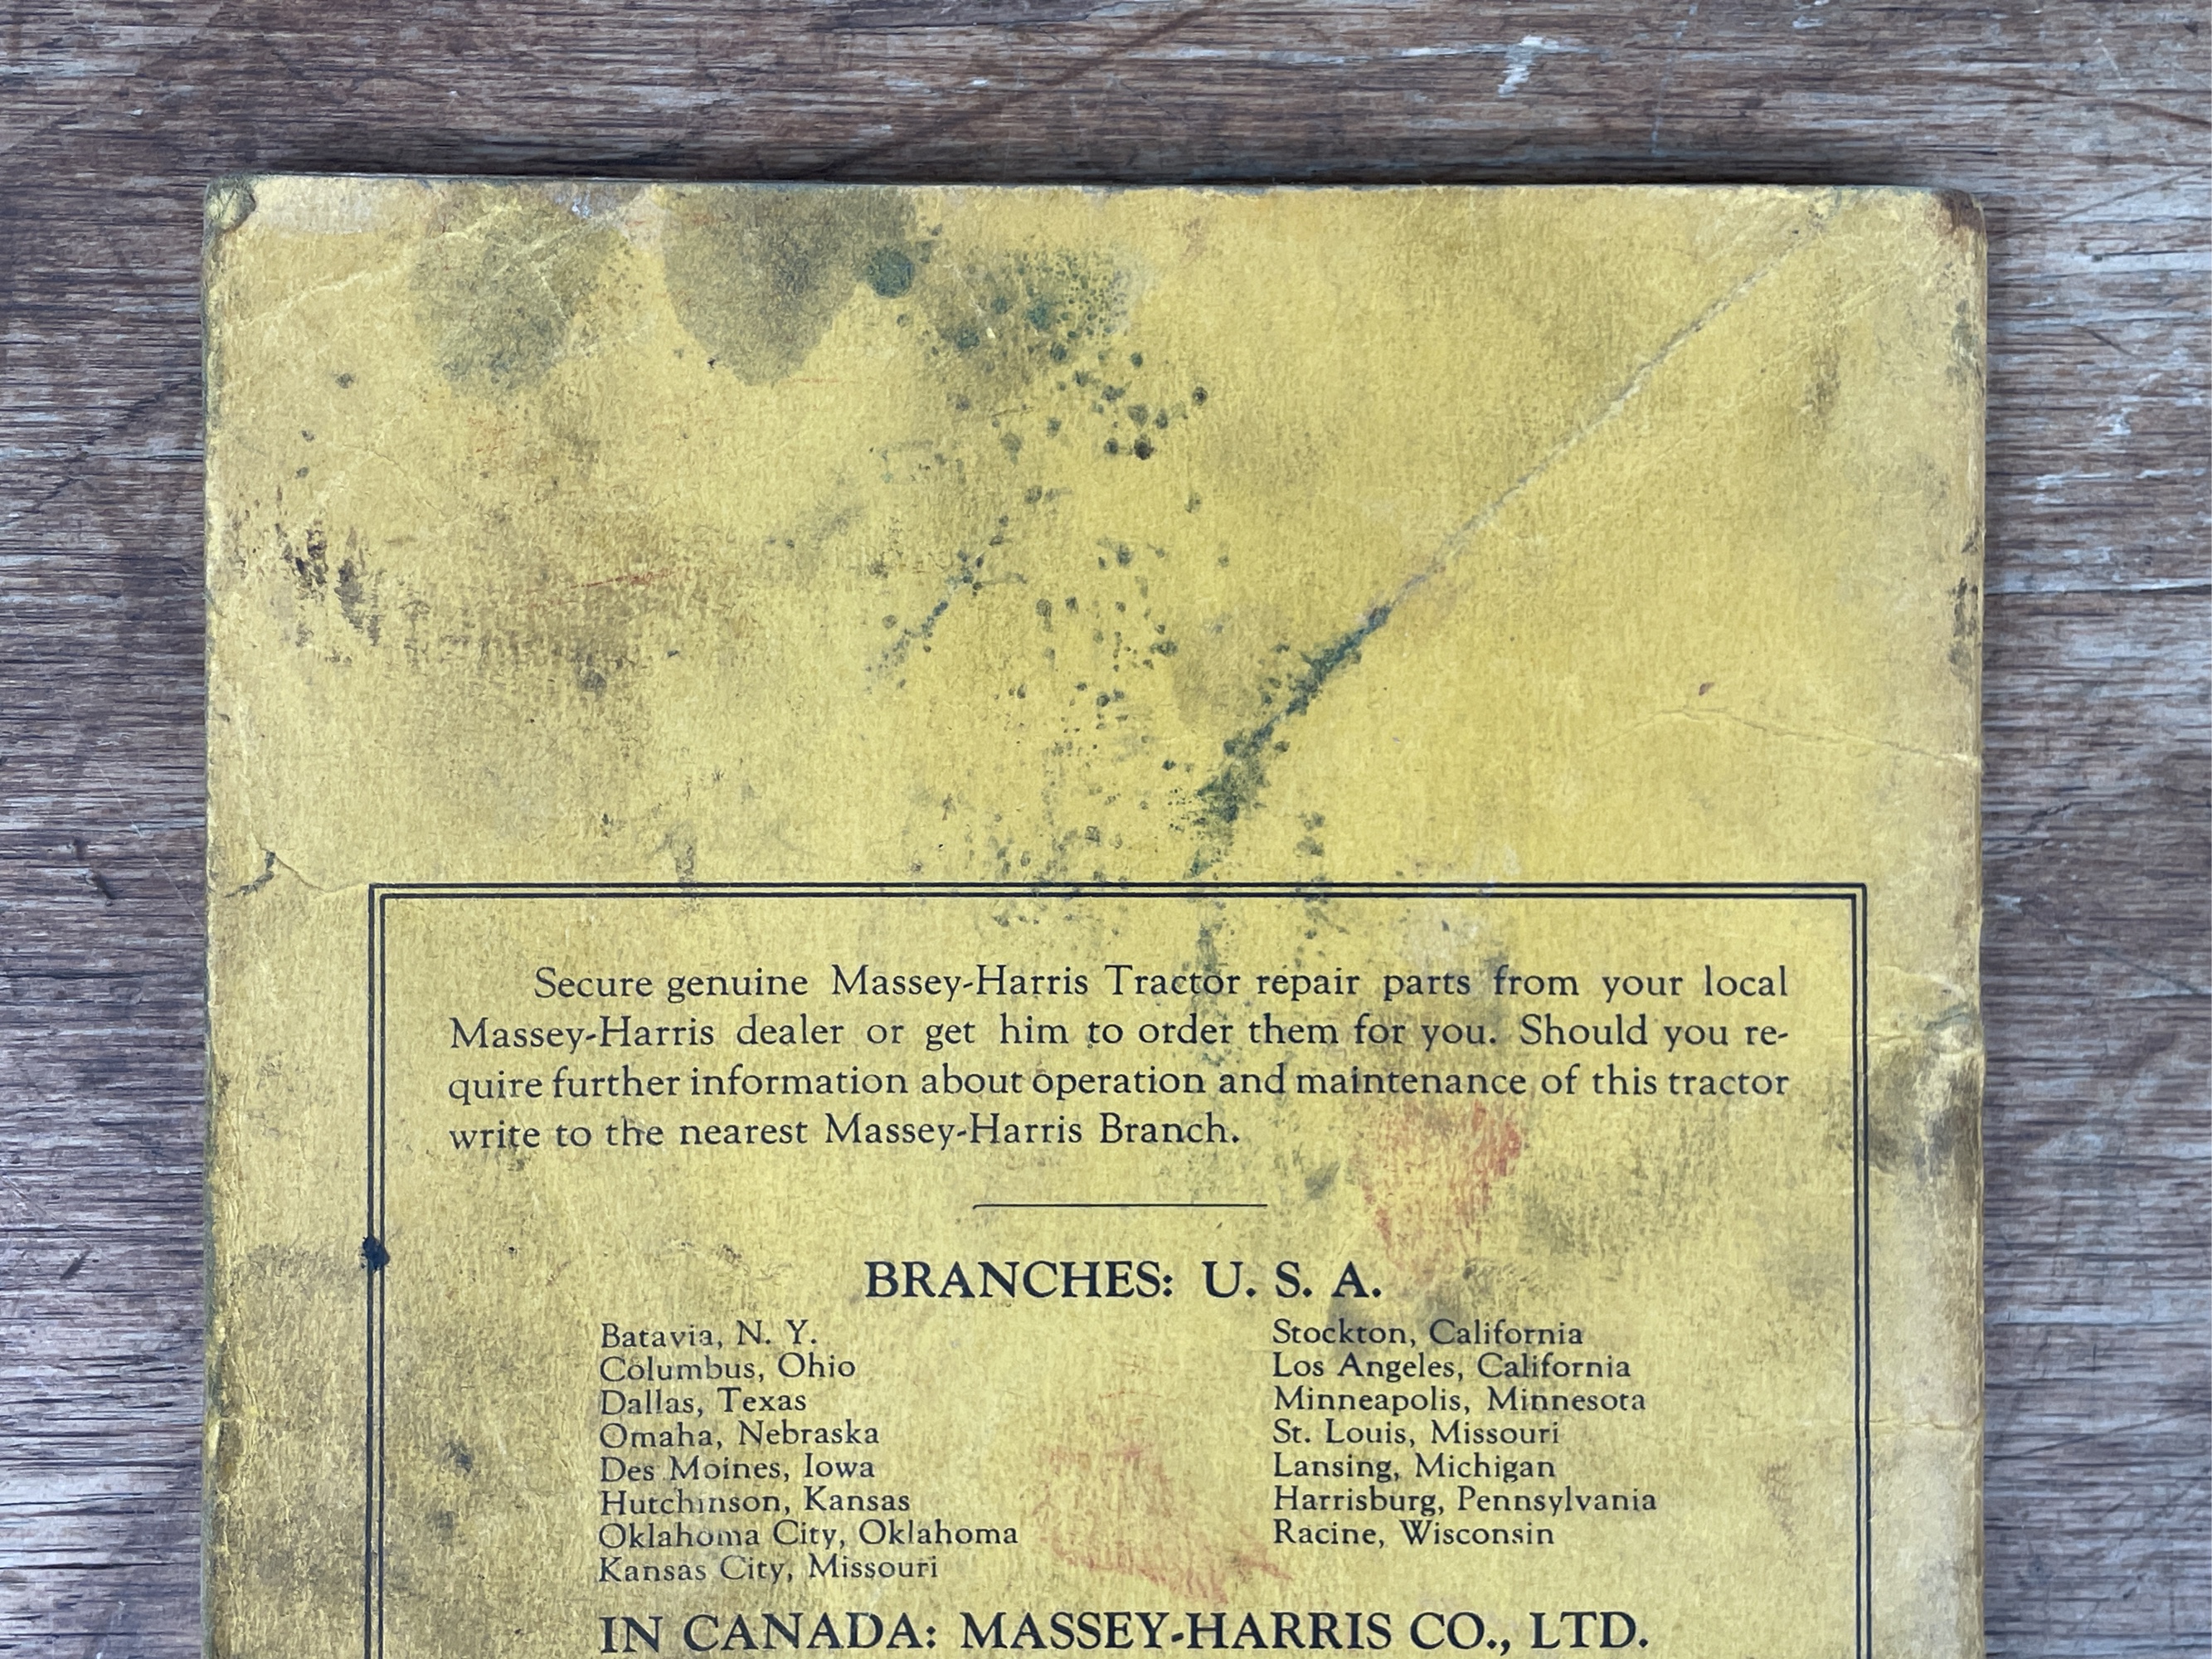 Secure genuine Massey-Harris Tractor repair parts from your local
Massey-Harris dealer or get him to order them for you. Should you re-
quire further information about operation and maintenance of this tractor
write to the nearest Massey-Harris Branch.
BRANCHES: U. S. A.
Batavia, N. Y.
Columbus, Ohio
Dallas, Texas
Omaha, Nebraska
Des Moines, Iowa
Hutchinson, Kansas
Oklahoma City, Oklahoma
Kansas City, Missouri
Stockton, California
Los Angeles, California
Minneapolis, Minnesota
St. Louis, Missouri
Lansing, Michigan
Harrisburg, Pennsylvania
Racine, Wisconsin
IN CANADA: MASSEY-HARRIS CO., LTD.